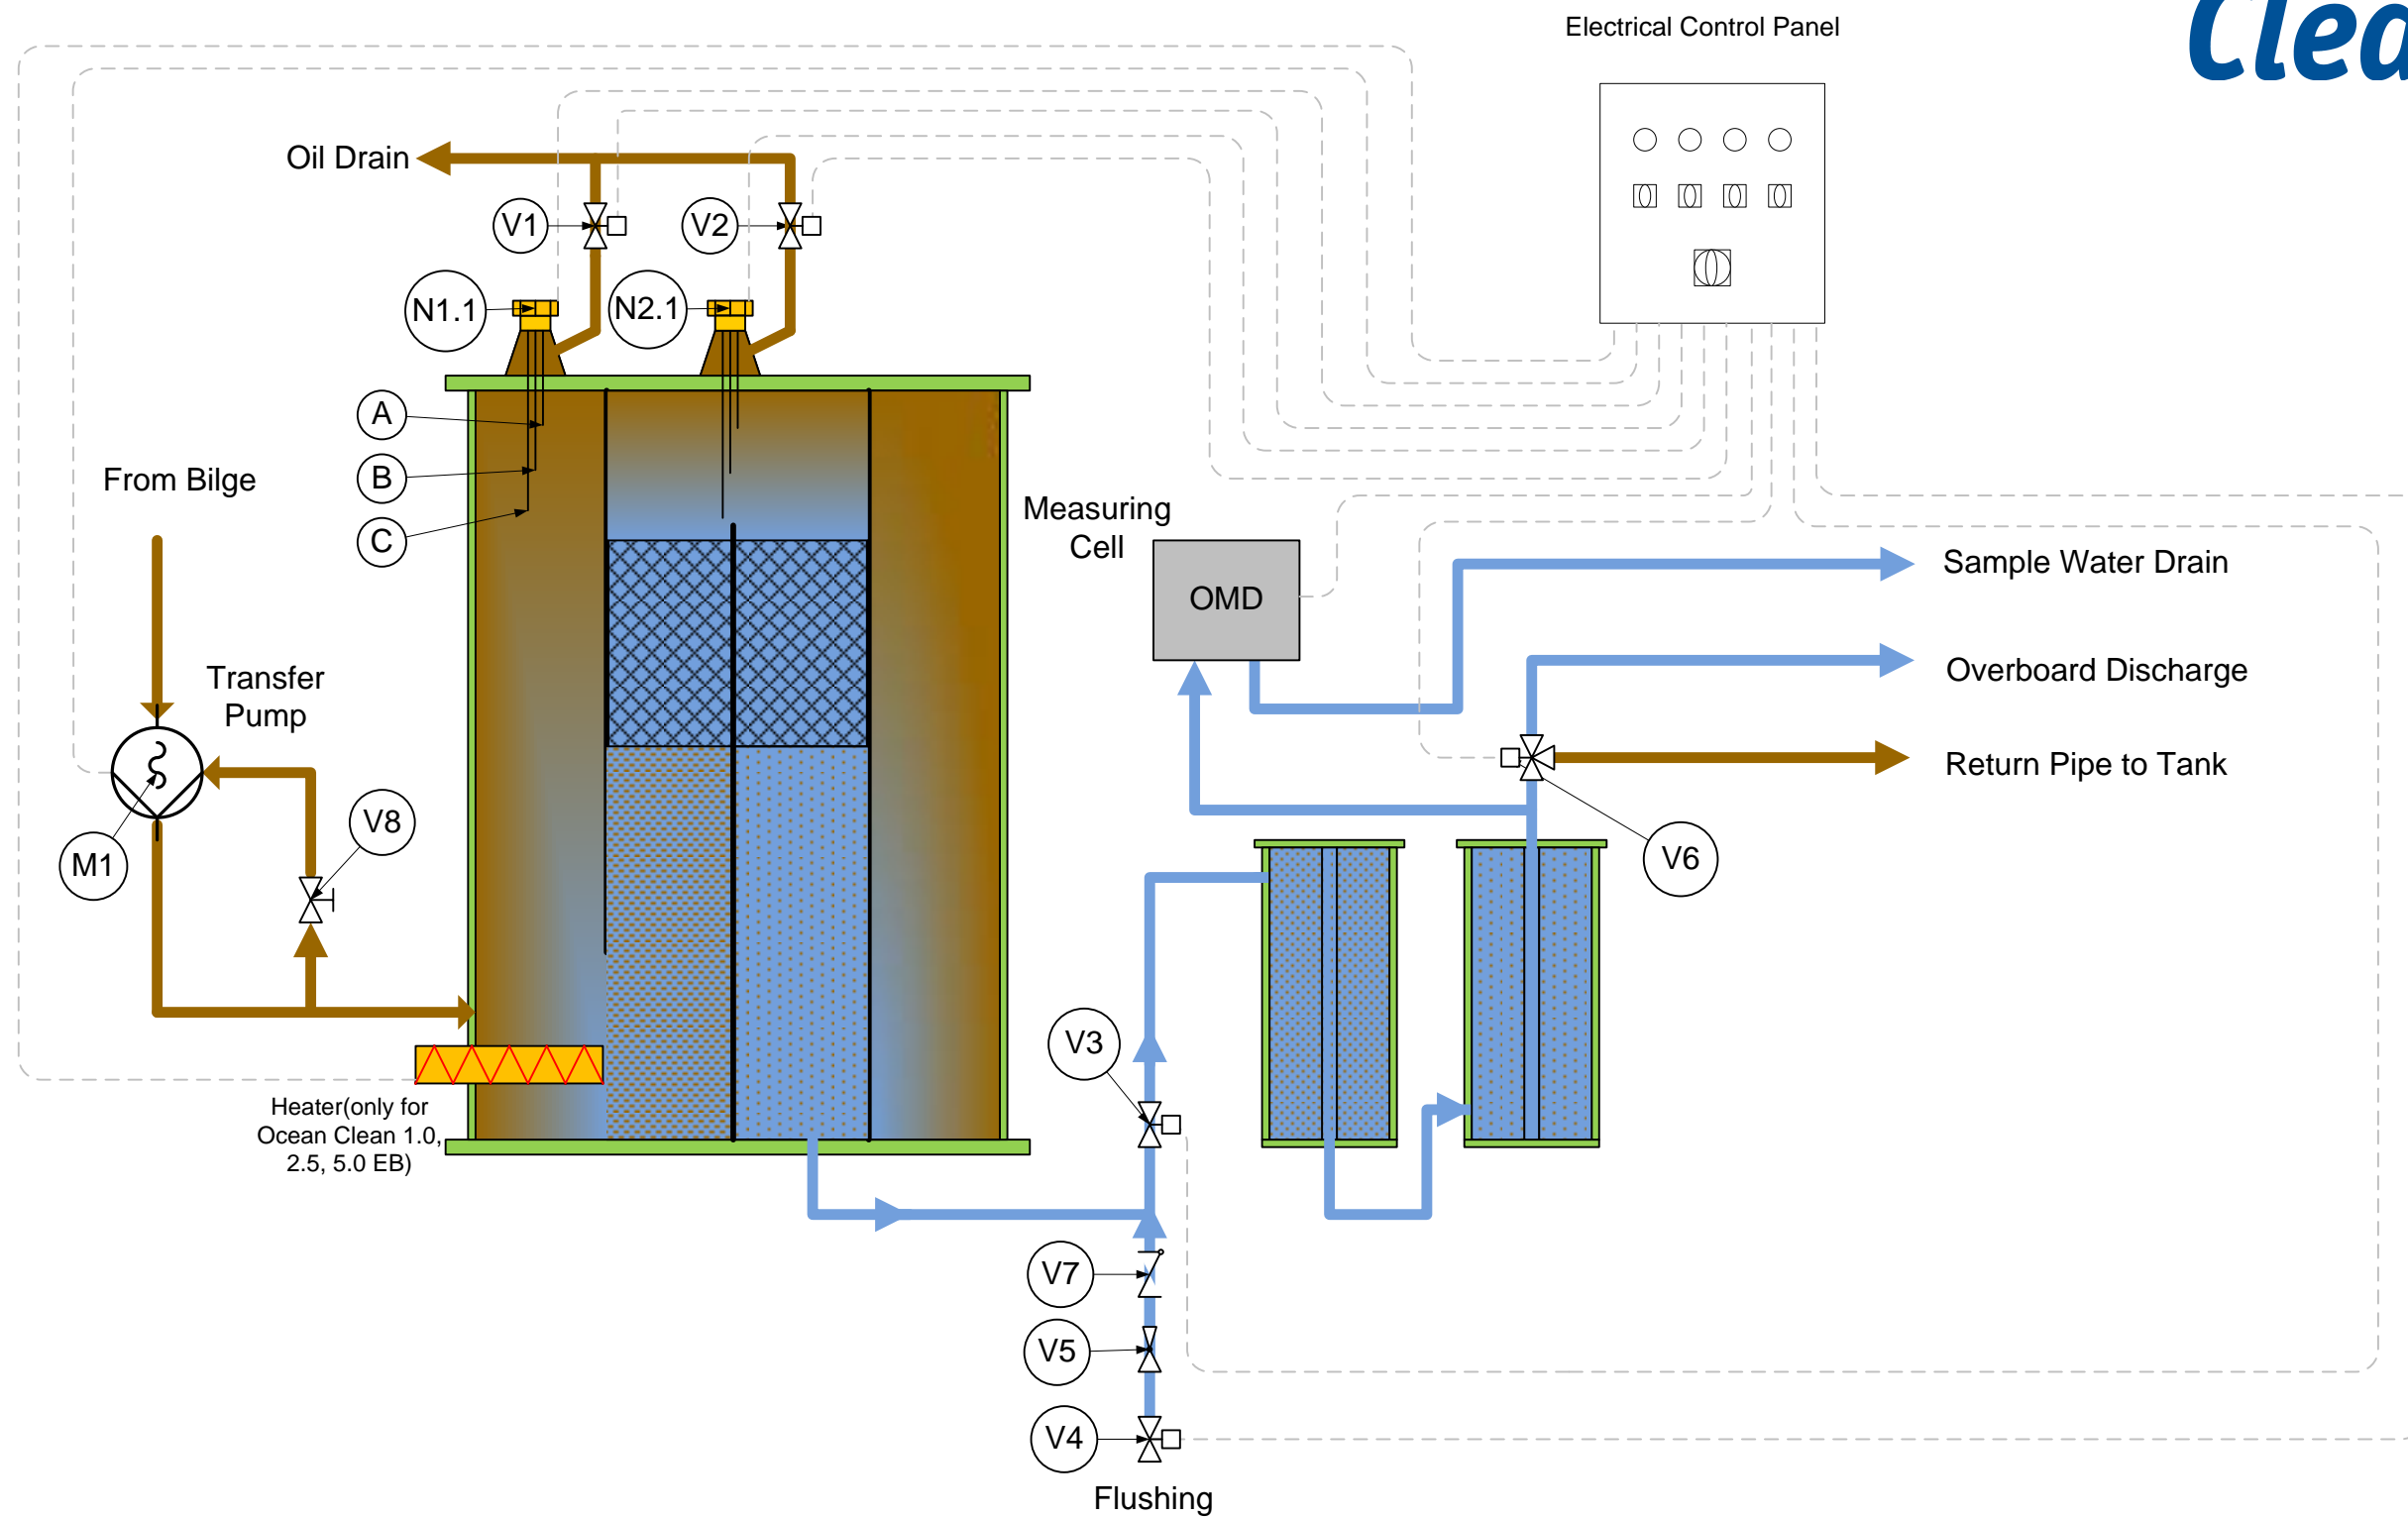 Electrical Control Panel
Oil Drain
V1
V2
N1.1
N2.1
A
B
C
From Bilge
Measuring
Cell
OMD
Sample Water Drain
Overboard Discharge
Return Pipe to Tank
Transfer
Pump
V8
M1
V6
V3
Heater(only for
Ocean Clean 1.0,
2.5, 5.0 EB)
V7
V5
V4
Flushing